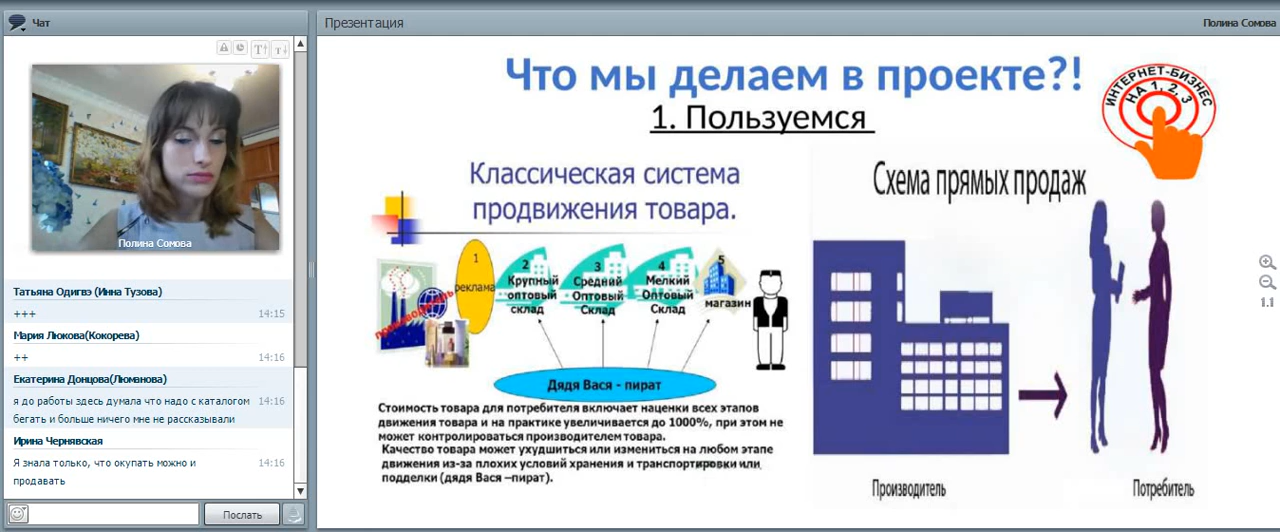 Чат
Полина Сомова
Татьяна Одигвэ (Инна Тузова)
+++
14:15
Мария Люкова(Кокорева)
++
14:16
Екатерина Донцова(Люманова)
я до работы здесь думала что надо с каталогом
14:16
бегать и больше ничего мне не рассказывали
Ирина Чернявская
Я знала только, что окупать можно и
14:16
продавать
Послать
Презентация
Полина Сомова
Что мы делаем в проекте?!
1. Пользуемся
ИНТЕРНЕТ-БИЗНЕС
НА 1, 2, 3
Классическая система
продвижения товара.
производитель
1
реклама
2
Крупный
оптовый
склад
3
Средний
Оптовый
Склад
4
Мелкий
Оптовый
Склад
5
магазин
Дядя Вася - пират
Стоимость товара для потребителя включает наценки всех этапов
движения товара и на практике увеличивается до 1000%, при этом не
может контролироваться производителем товара.
Качество товара может ухудшиться или измениться на любом этапе
движения из-за плохих условий хранения и транспортировки или
подделки (дядя Вася –пират).
Схема прямых продаж
Производитель
Потребитель
1.1